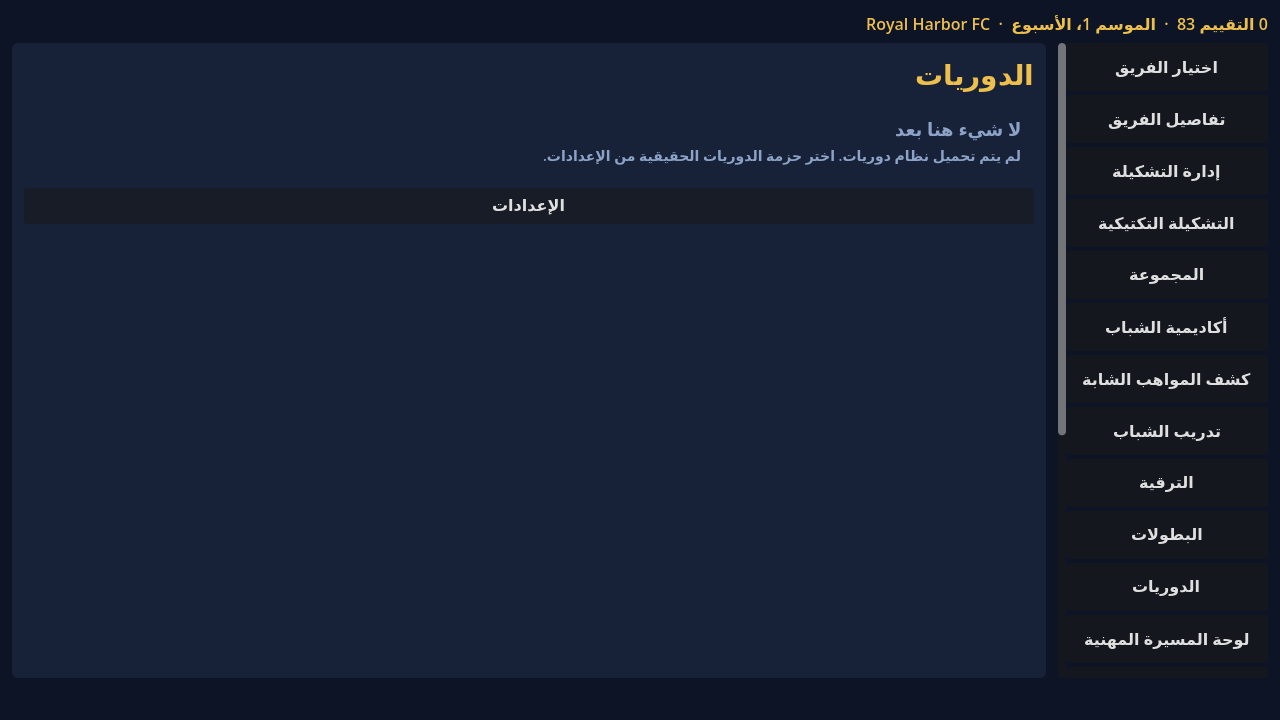 0 التقييم 83 · الموسم 1، الأسبوع · Royal Harbor FC
اختيار الفريق
تفاصيل الفريق
إدارة التشكيلة
التشكيلة التكتيكية
المجموعة
أكاديمية الشباب
كشف المواهب الشابة
تدريب الشباب
الترقية
البطولات
الدوريات
لوحة المسيرة المهنية
الدوريات
لا شيء هنا بعد
لم يتم تحميل نظام دوريات. اختر حزمة الدوريات الحقيقية من الإعدادات.
الإعدادات